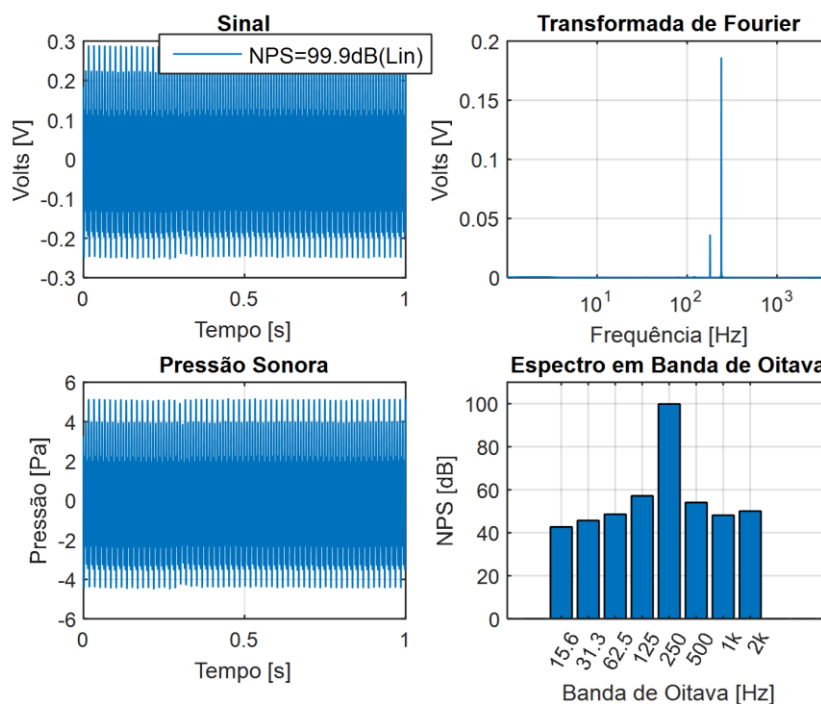 Sinal
NPS=99.9dB(Lin)
0.3
0.2
0.1
0
-0.1
-0.2
-0.3
Volts [V]
0
0.5
1
Tempo [s]
Transformada de Fourier
0.2
0.15
0.1
0.05
0
Volts [V]
10^1
10^2
10^3
Frequência [Hz]
Pressão Sonora
6
4
2
0
-2
-4
-6
Pressão [Pa]
0
0.5
1
Tempo [s]
Espectro em Banda de Oitava
100
80
60
40
20
0
NPS [dB]
15.6
31.3
62.5
125
250
500
1k
2k
Banda de Oitava [Hz]